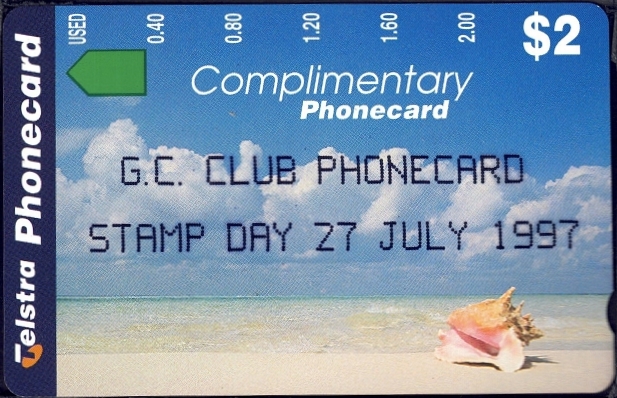 USED 0.40 0.80 1.20 1.60 2.00 $2
Complimentary
Phonecard
G.C. CLUB PHONECARD
STAMP DAY 27 JULY 1997
Telstra Phonecard